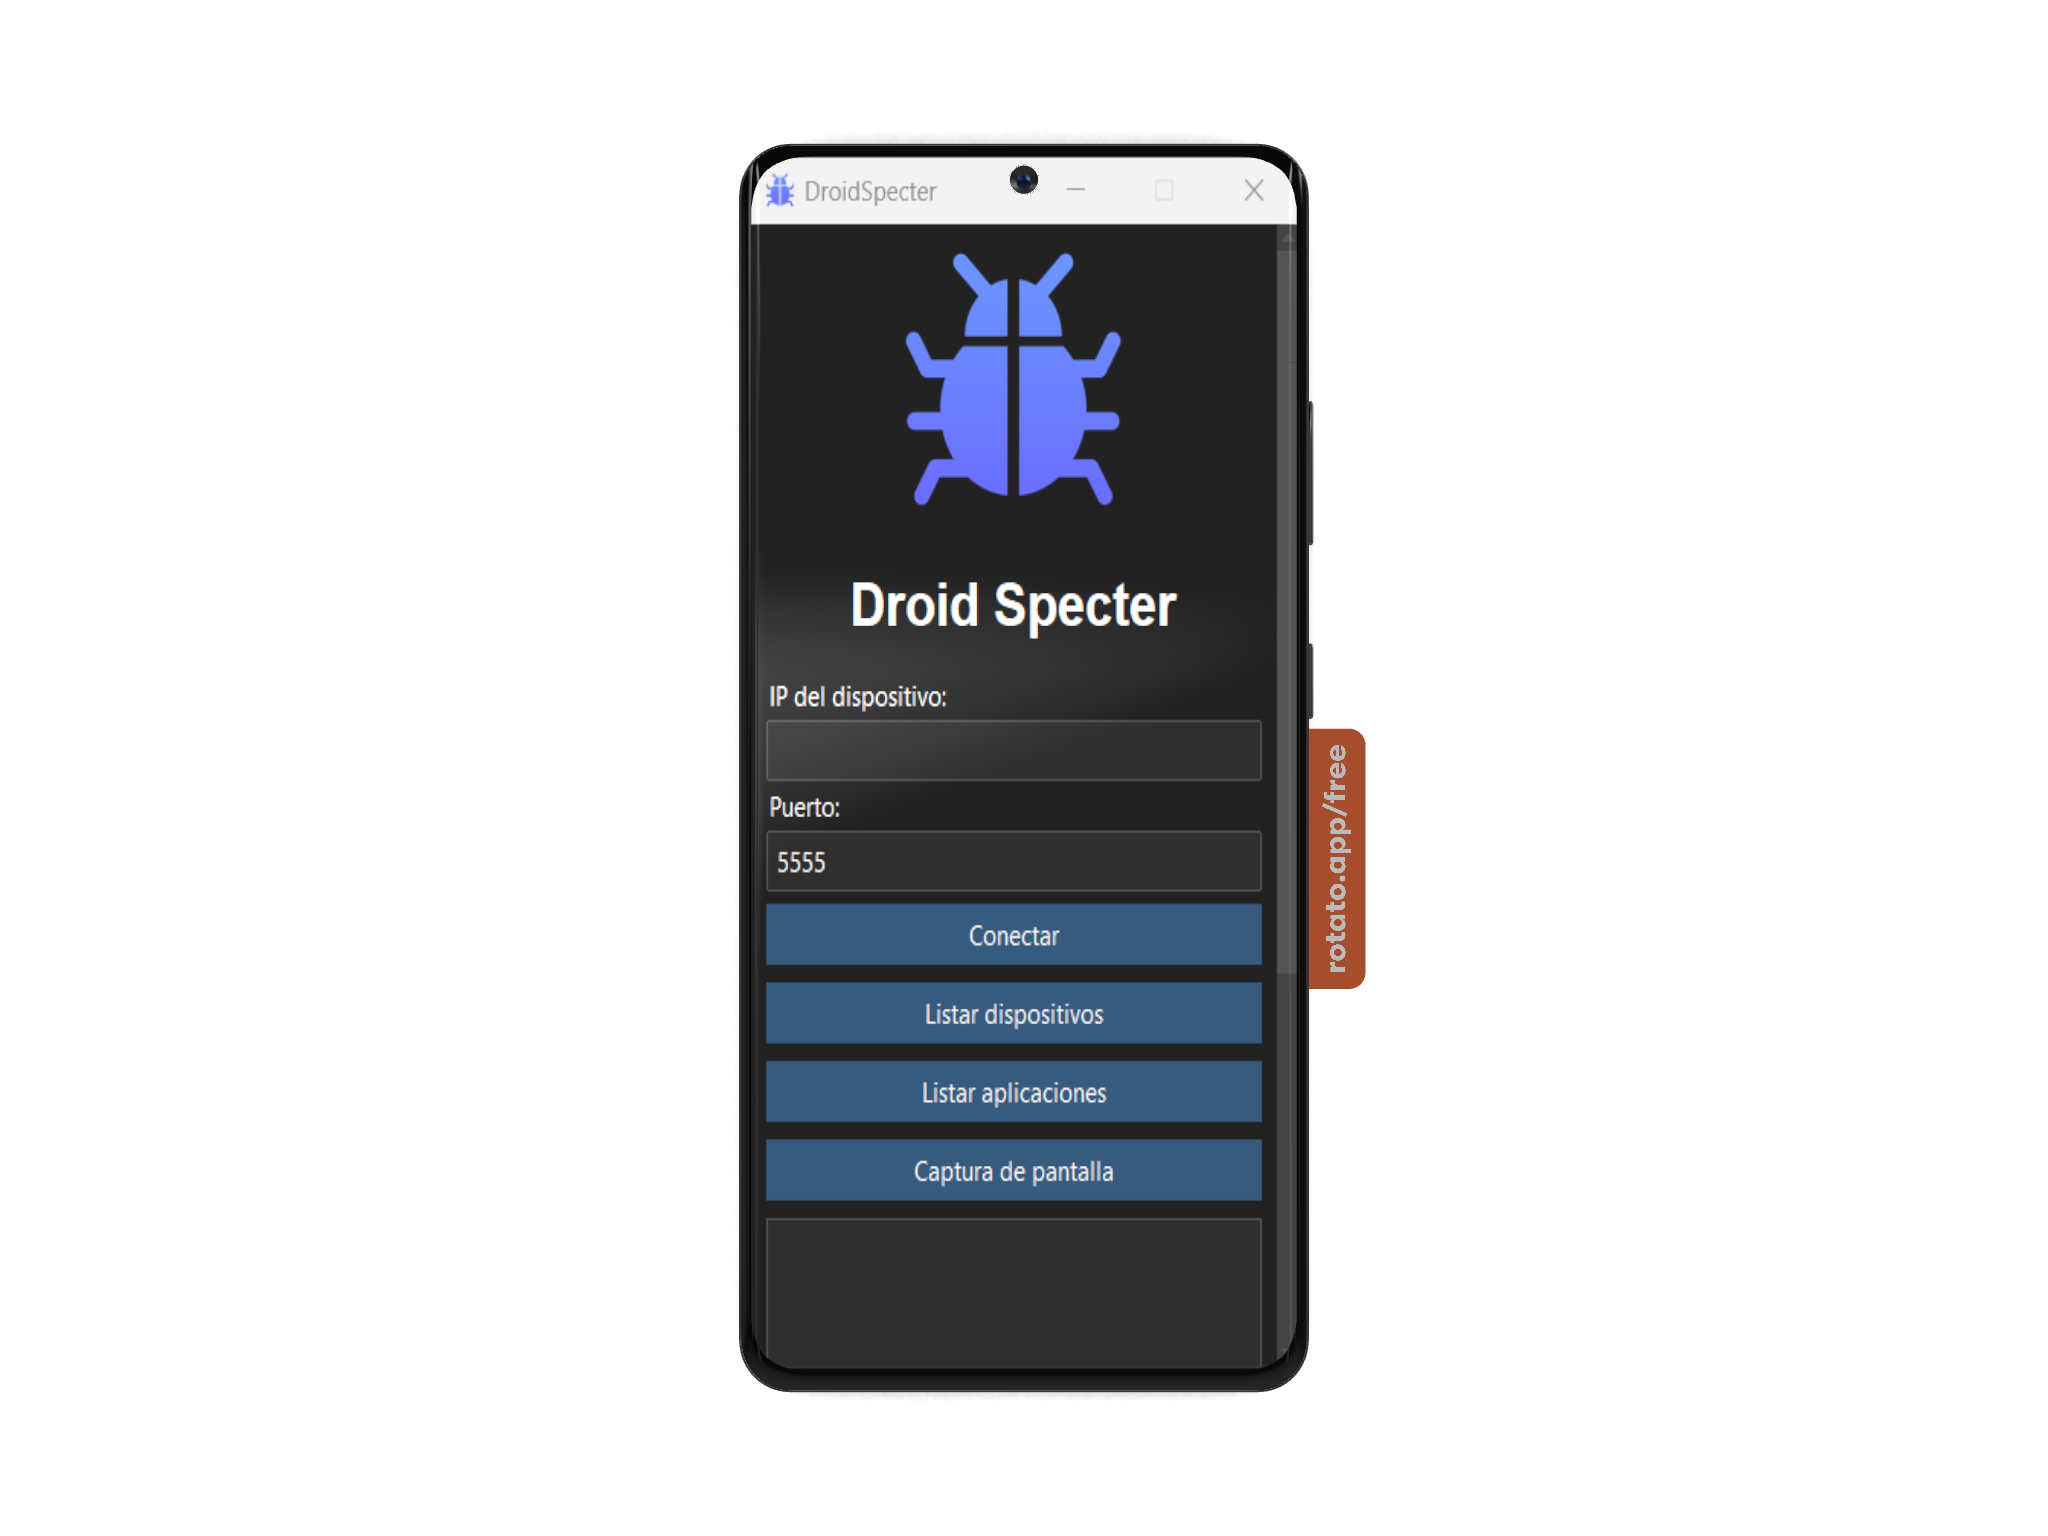 DroidSpecter
Droid Specter
IP del dispositivo:
Puerto:
5555
Conectar
Listar dispositivos
Listar aplicaciones
Captura de pantalla
rotato.app/free